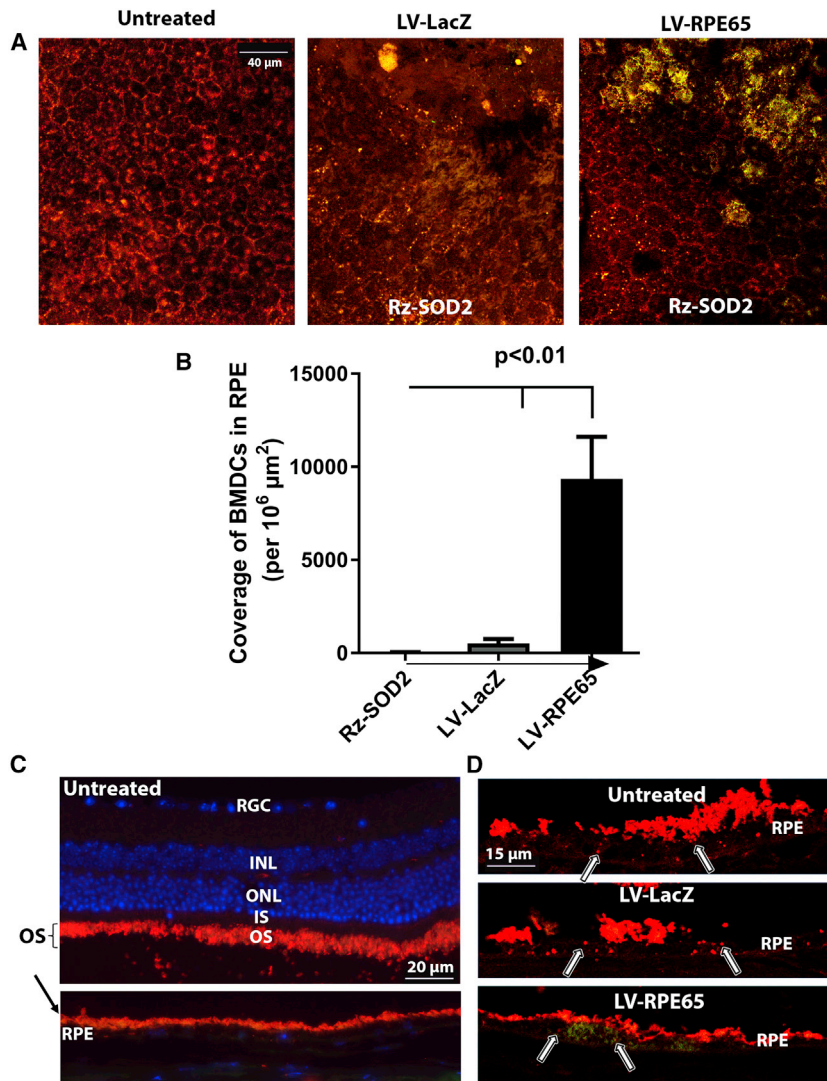 A
Untreated
LV-LacZ
LV-RPE65
40 µm
Rz-SOD2
Rz-SOD2
B
p<0.01
Coverage of BMDCs in RPE
(per 10⁶ µm²)
15000
10000
5000
0
Rz-SOD2
LV-LacZ
LV-RPE65
C
Untreated
RGC
INL
ONL
IS
OS
OS
20 µm
RPE
D
Untreated
RPE
15 µm
LV-LacZ
RPE
LV-RPE65
RPE